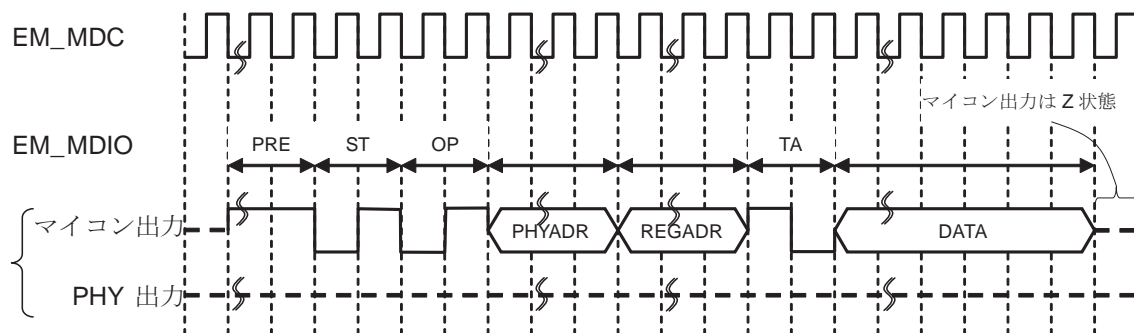 EM_MDC
マイコン出力は Z 状態
EM_MDIO
PRE
ST
OP
TA
マイコン出力
PHYADR
REGADR
DATA
PHY 出力